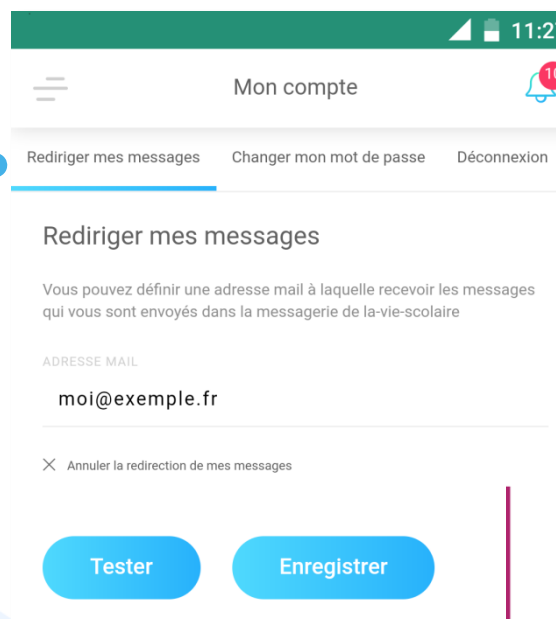 11:2
Mon compte
Rediriger mes messages Changer mon mot de passe Déconnexion
Rediriger mes messages
Vous pouvez définir une adresse mail à laquelle recevoir les messages
qui vous sont envoyés dans la messagerie de la-vie-scolaire
ADRESSE MAIL
moi@exemple.fr
Annuler la redirection de mes messages
Tester Enregistrer